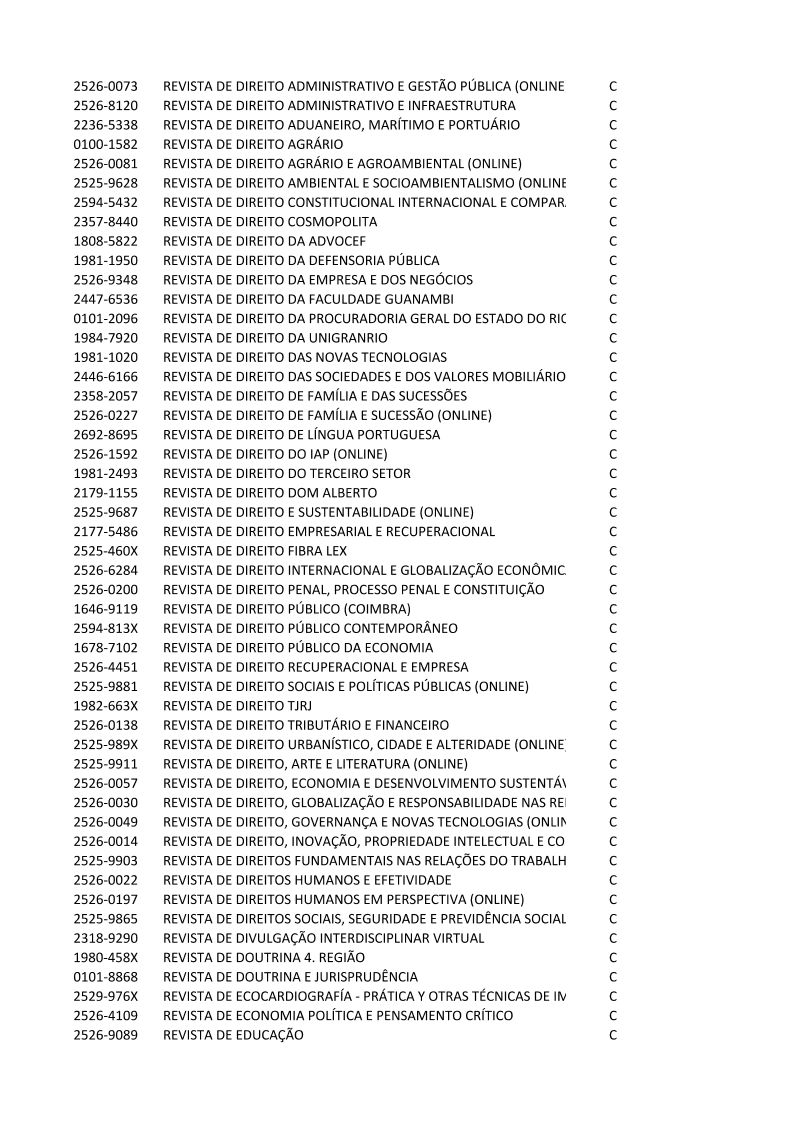 2526-0073 REVISTA DE DIREITO ADMINISTRATIVO E GESTÃO PÚBLICA (ONLINE C
2526-8120 REVISTA DE DIREITO ADMINISTRATIVO E INFRAESTRUTURA C
2236-5338 REVISTA DE DIREITO ADUANEIRO, MARÍTIMO E PORTUÁRIO C
0100-1582 REVISTA DE DIREITO AGRÁRIO C
2526-0081 REVISTA DE DIREITO AGRÁRIO E AGROAMBIENTAL (ONLINE) C
2525-9628 REVISTA DE DIREITO AMBIENTAL E SOCIOAMBIENTALISMO (ONLINE C
2594-5432 REVISTA DE DIREITO CONSTITUCIONAL INTERNACIONAL E COMPAR C
2357-8440 REVISTA DE DIREITO COSMOPOLITA C
1808-5822 REVISTA DE DIREITO DA ADVOCEF C
1981-1950 REVISTA DE DIREITO DA DEFENSORIA PÚBLICA C
2526-9348 REVISTA DE DIREITO DA EMPRESA E DOS NEGÓCIOS C
2447-6536 REVISTA DE DIREITO DA FACULDADE GUANAMBI C
0101-2096 REVISTA DE DIREITO DA PROCURADORIA GERAL DO ESTADO DO RIO C
1984-7920 REVISTA DE DIREITO DA UNIGRANRIO C
1981-1020 REVISTA DE DIREITO DAS NOVAS TECNOLOGIAS C
2446-6166 REVISTA DE DIREITO DAS SOCIEDADES E DOS VALORES MOBILIÁRIO C
2358-2057 REVISTA DE DIREITO DE FAMÍLIA E DAS SUCESSÕES C
2526-0227 REVISTA DE DIREITO DE FAMÍLIA E SUCESSÃO (ONLINE) C
2692-8695 REVISTA DE DIREITO DE LÍNGUA PORTUGUESA C
2526-1592 REVISTA DE DIREITO DO IAP (ONLINE) C
1981-2493 REVISTA DE DIREITO DO TERCEIRO SETOR C
2179-1155 REVISTA DE DIREITO DOM ALBERTO C
2525-9687 REVISTA DE DIREITO E SUSTENTABILIDADE (ONLINE) C
2177-5486 REVISTA DE DIREITO EMPRESARIAL E RECUPERACIONAL C
2525-460X REVISTA DE DIREITO FIBRA LEX C
2526-6284 REVISTA DE DIREITO INTERNACIONAL E GLOBALIZAÇÃO ECONÔMIC C
2526-0200 REVISTA DE DIREITO PENAL, PROCESSO PENAL E CONSTITUIÇÃO C
1646-9119 REVISTA DE DIREITO PÚBLICO (COIMBRA) C
2594-813X REVISTA DE DIREITO PÚBLICO CONTEMPORÂNEO C
1678-7102 REVISTA DE DIREITO PÚBLICO DA ECONOMIA C
2526-4451 REVISTA DE DIREITO RECUPERACIONAL E EMPRESA C
2525-9881 REVISTA DE DIREITO SOCIAIS E POLÍTICAS PÚBLICAS (ONLINE) C
1982-663X REVISTA DE DIREITO TJRJ C
2526-0138 REVISTA DE DIREITO TRIBUTÁRIO E FINANCEIRO C
2525-989X REVISTA DE DIREITO URBANÍSTICO, CIDADE E ALTERIDADE (ONLINE) C
2525-9911 REVISTA DE DIREITO, ARTE E LITERATURA (ONLINE) C
2526-0057 REVISTA DE DIREITO, ECONOMIA E DESENVOLVIMENTO SUSTENTÁV C
2526-0030 REVISTA DE DIREITO, GLOBALIZAÇÃO E RESPONSABILIDADE NAS REI C
2526-0049 REVISTA DE DIREITO, GOVERNANÇA E NOVAS TECNOLOGIAS (ONLIN C
2526-0014 REVISTA DE DIREITO, INOVAÇÃO, PROPRIEDADE INTELECTUAL E CO C
2525-9903 REVISTA DE DIREITOS FUNDAMENTAIS NAS RELAÇÕES DO TRABALH C
2526-0022 REVISTA DE DIREITOS HUMANOS E EFETIVIDADE C
2526-0197 REVISTA DE DIREITOS HUMANOS EM PERSPECTIVA (ONLINE) C
2525-9865 REVISTA DE DIREITOS SOCIAIS, SEGURIDADE E PREVIDÊNCIA SOCIAL C
2318-9290 REVISTA DE DIVULGAÇÃO INTERDISCIPLINAR VIRTUAL C
1980-458X REVISTA DE DOUTRINA 4. REGIÃO C
0101-8868 REVISTA DE DOUTRINA E JURISPRUDÊNCIA C
2529-976X REVISTA DE ECOCARDIOGRAFÍA - PRÁTICA Y OTRAS TÉCNICAS DE IM C
2526-4109 REVISTA DE ECONOMIA POLÍTICA E PENSAMENTO CRÍTICO C
2526-9089 REVISTA DE EDUCAÇÃO C